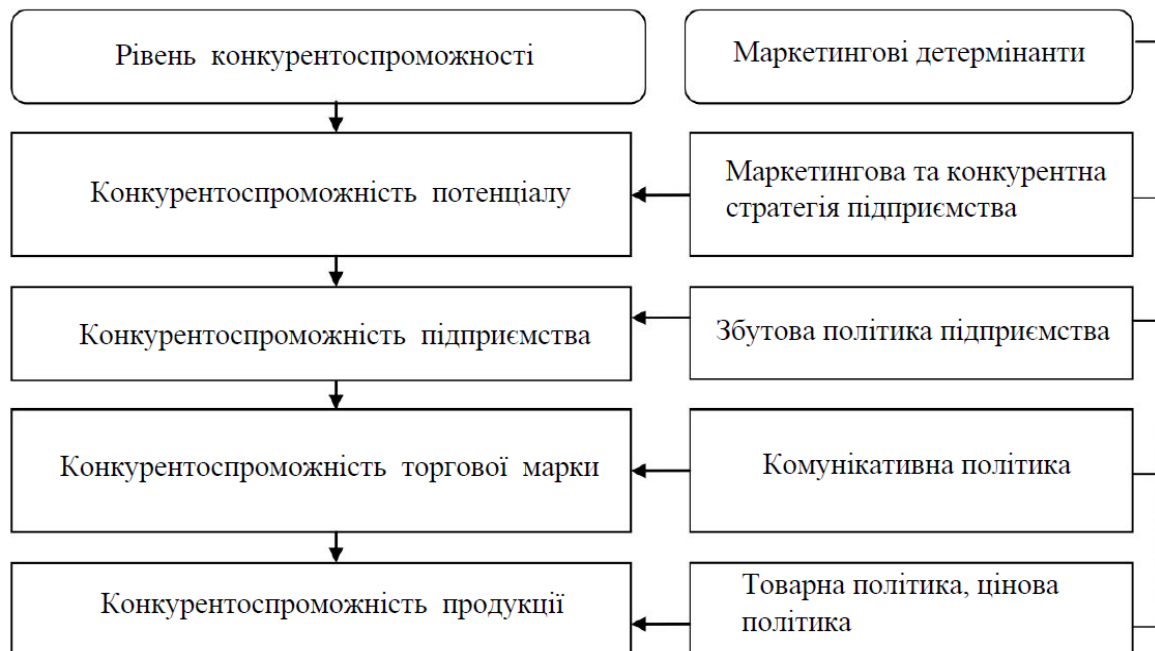 Рівень конкурентоспроможності
Маркетингові детермінанти
Конкурентоспроможність потенціалу
Маркетингова та конкурентна
стратегія підприємства
Конкурентоспроможність підприємства
Збутова політика підприємства
Конкурентоспроможність торгової марки
Комунікативна політика
Конкурентоспроможність продукції
Товарна політика, цінова
політика